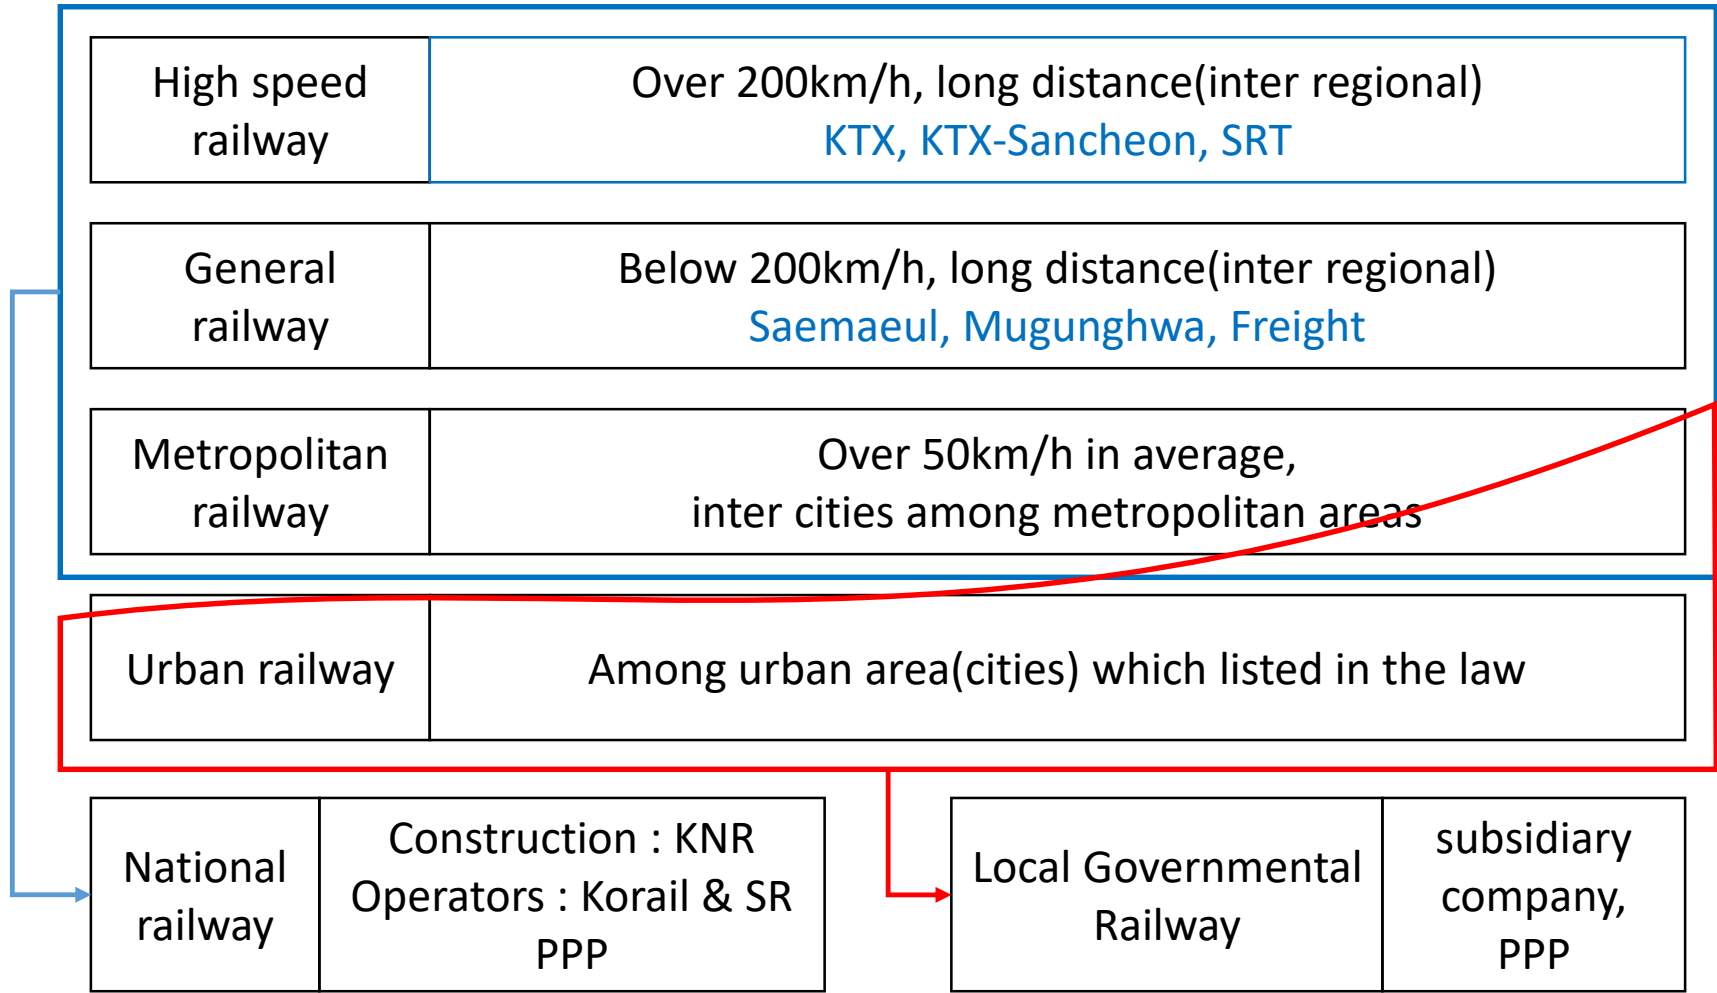 High speed
railway
Over 200km/h, long distance(inter regional)
KTX, KTX-Sancheon, SRT
General
railway
Below 200km/h, long distance(inter regional)
Saemaeul, Mugunghwa, Freight
Metropolitan
railway
Over 50km/h in average,
inter cities among metropolitan areas
Urban railway
Among urban area(cities) which listed in the law
National
railway
Construction : KNR
Operators : Korail & SR
PPP
Local Governmental
Railway
subsidiary
company,
PPP